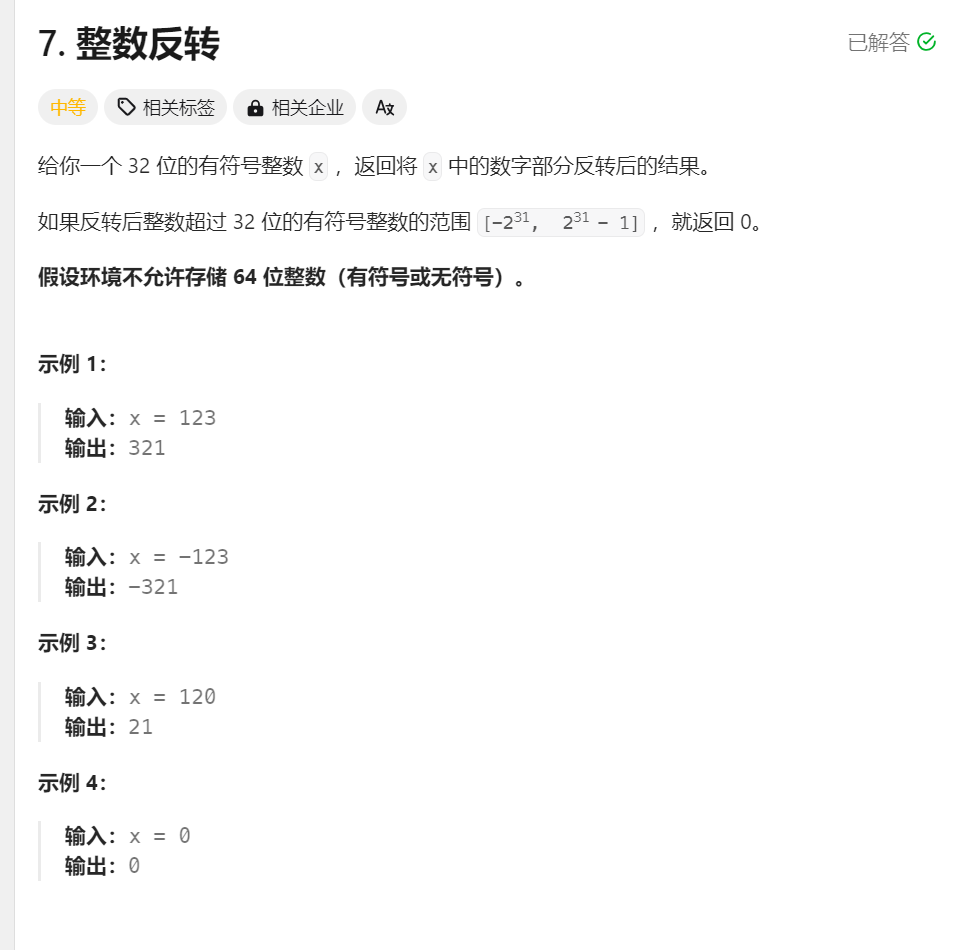 7. 整数反转
已解答
中等 相关标签 相关企业
给你一个 32 位的有符号整数 x ，返回将 x 中的数字部分反转后的结果。
如果反转后整数超过 32 位的有符号整数的范围 [−2^31,  2^31 − 1] ，就返回 0。
假设环境不允许存储 64 位整数（有符号或无符号）。
示例 1：
输入：x = 123
输出：321
示例 2：
输入：x = -123
输出：-321
示例 3：
输入：x = 120
输出：21
示例 4：
输入：x = 0
输出：0